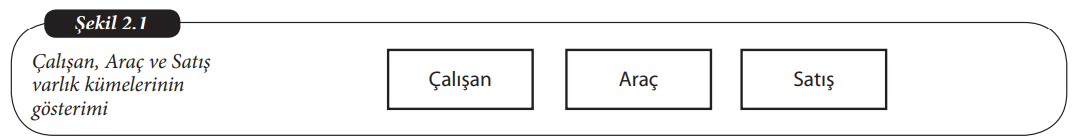 Şekil 2.1
Çalışan, Araç ve Satış
varlık kümelerinin
gösterimi
Çalışan
Araç
Satış